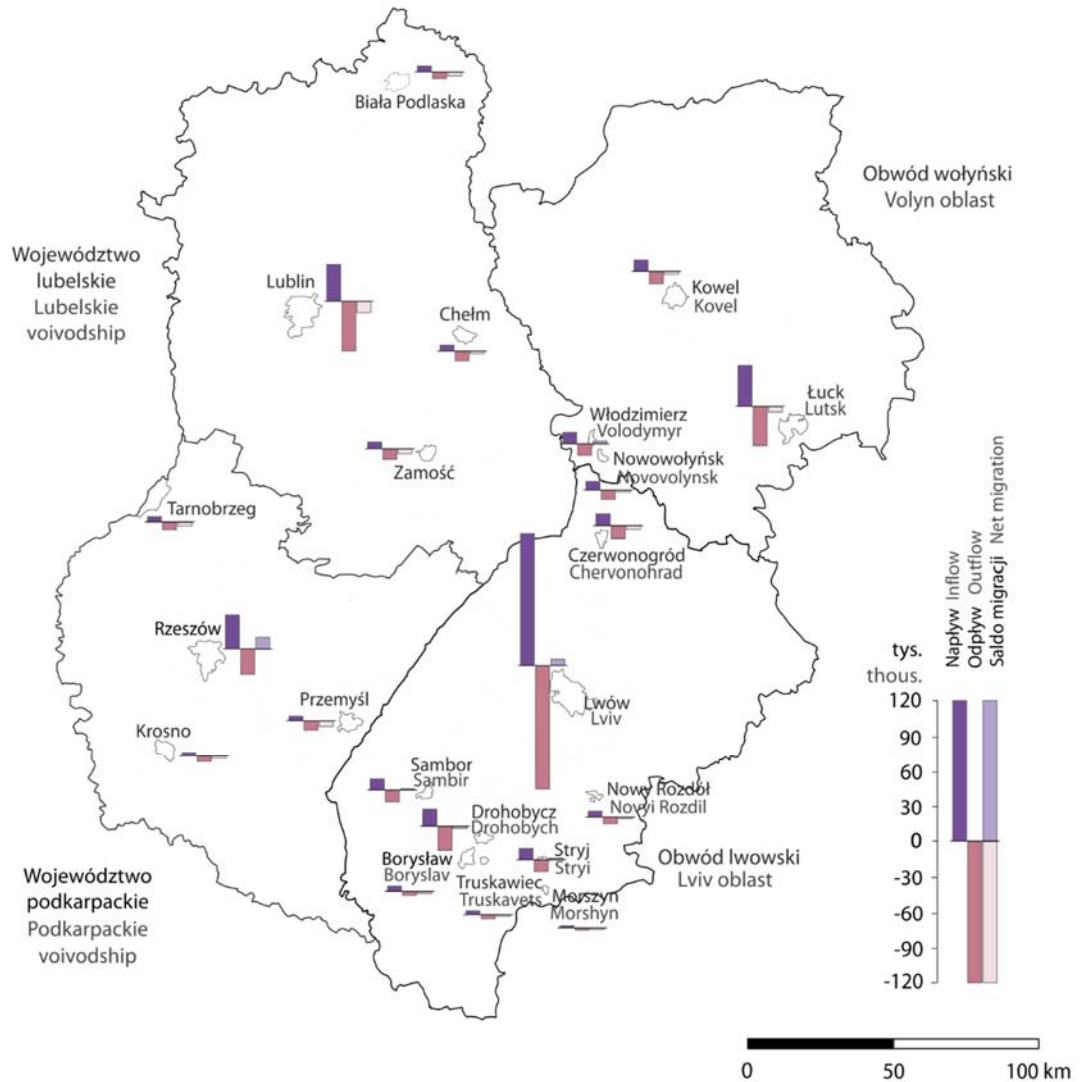 Biała Podlaska
Obwód wołyński
Volyn oblast
Województwo
lubelskie
Lubelskie
voivodship
Lublin
Chełm
Kowel
Kovel
Łuck
Lutsk
Włodzimierz
Volodymyr
Nowowołyńsk
Novovolynsk
Zamość
Tarnobrzeg
Czerwonogród
Chervonohrad
Rzeszów
Przemyśl
Krosno
Lwów
Lviv
Sambor
Sambir
Nowy Rozdół
Novyi Rozdil
Drohobycz
Drohobych
Borysław
Boryslav
Stryj
Stryi
Truskawiec
Truskavets
Morszyn
Morshyn
Obwód lwowski
Lviv oblast
Województwo
podkarpackie
Podkarpackie
voivodship
Napływ Inflow
Odpływ Outflow
Saldo migracji Net migration
tys.
thous.
120
90
60
30
0
-30
-60
-90
-120
0 50 100 km